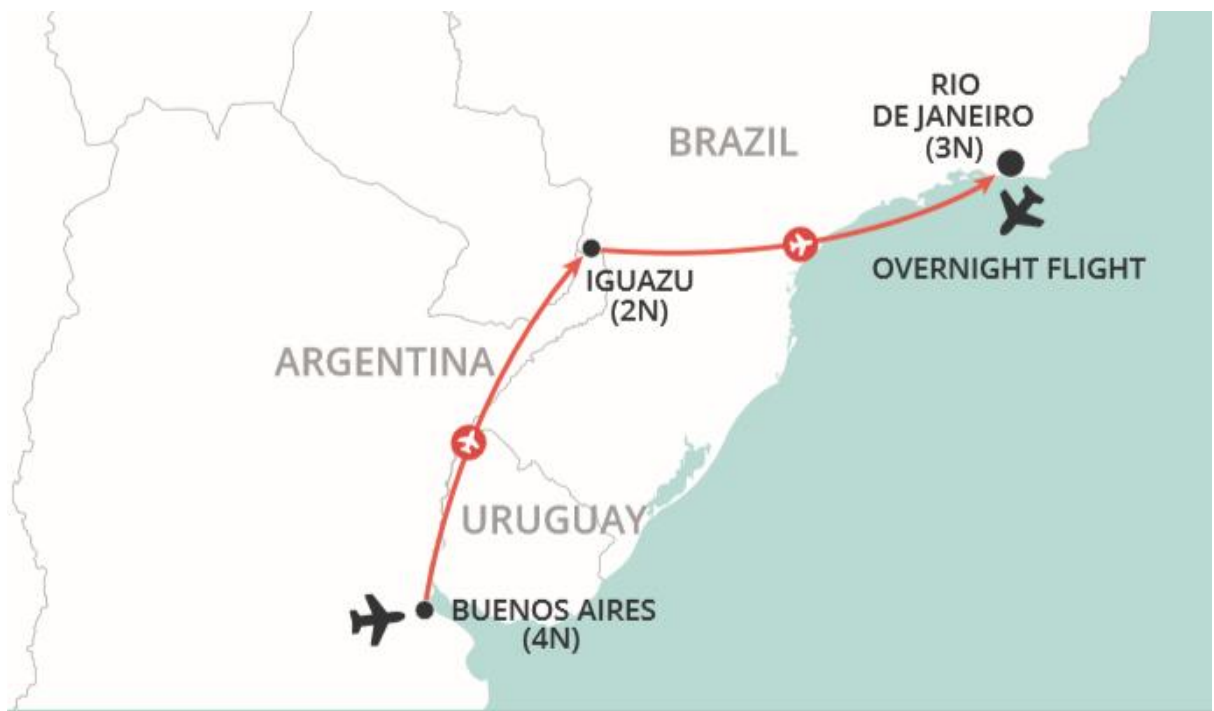 RIO
DE JANEIRO
(3N)
BRAZIL
OVERNIGHT FLIGHT
IGUAZU
(2N)
ARGENTINA
URUGUAY
BUENOS AIRES
(4N)